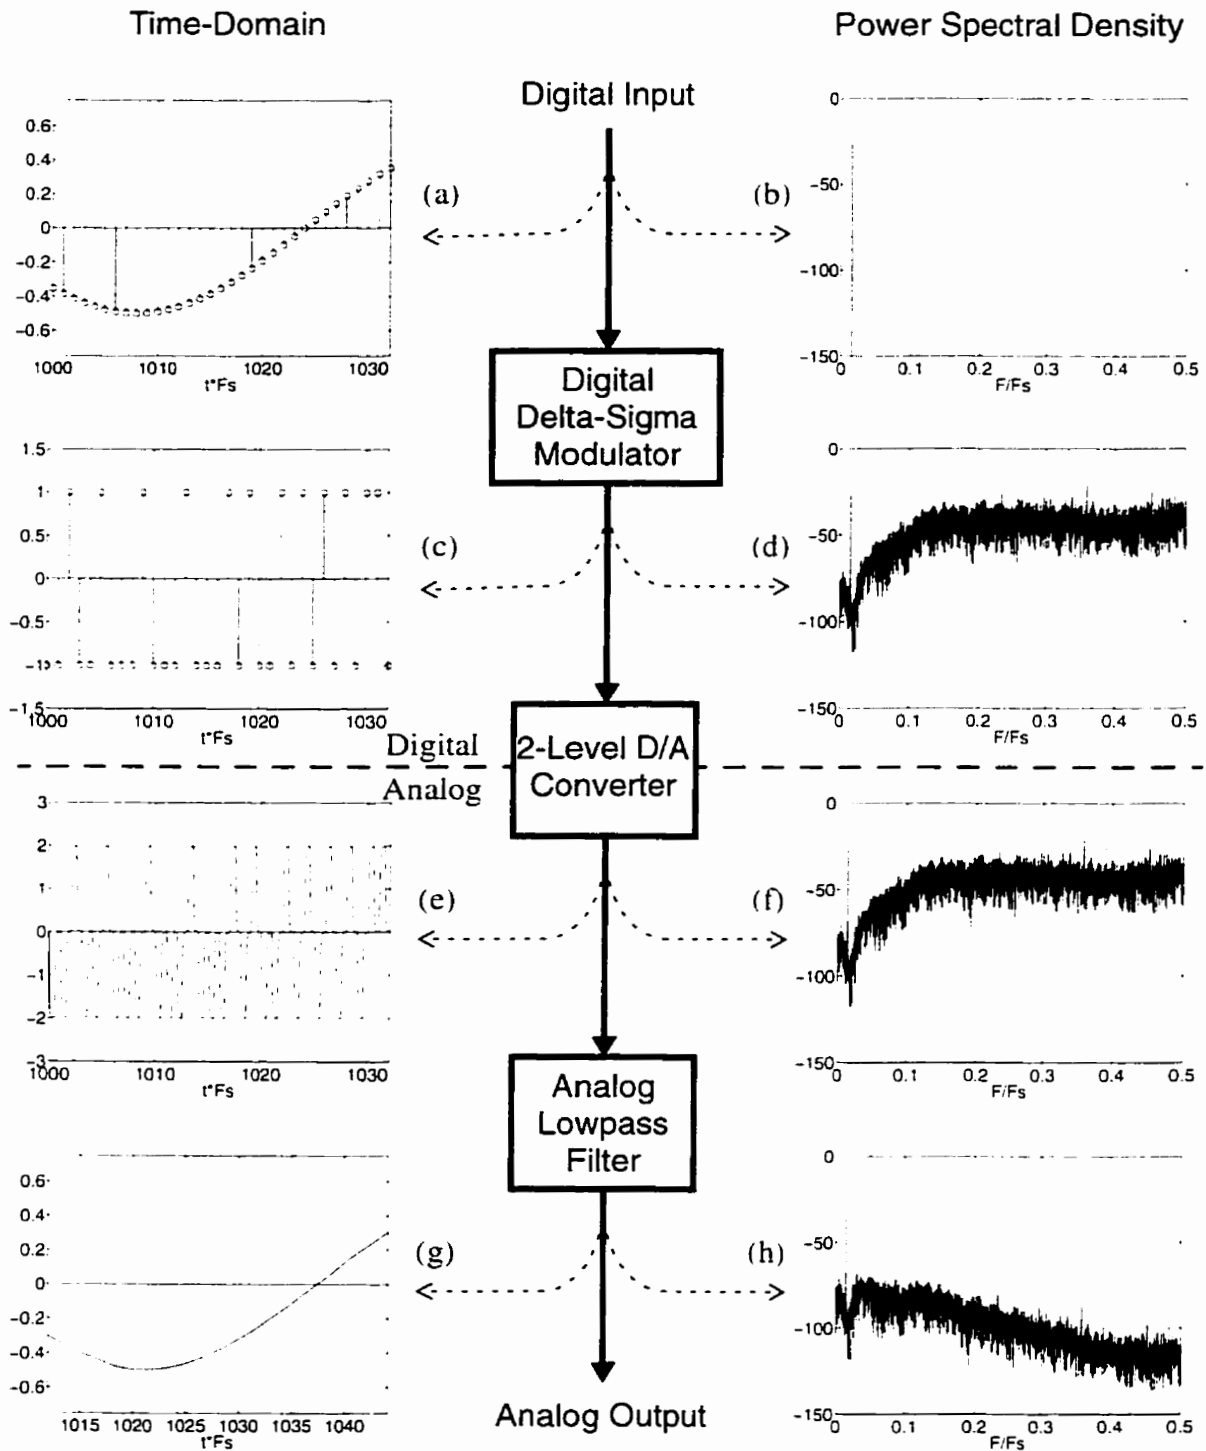 Time-Domain
Power Spectral Density
Digital Input
0.6
0.4
0.2
0
-0.2
-0.4
-0.6
1000 1010 1020 1030
t*Fs
(a)
(b)
0
-50
-100
-150
0 0.1 0.2 0.3 0.4 0.5
F/Fs
Digital
Delta-Sigma
Modulator
1.5
1
0.5
0
-0.5
-1
-1.5
1000 1010 1020 1030
t*Fs
(c)
(d)
0
-50
-100
-150
0 0.1 0.2 0.3 0.4 0.5
F/Fs
Digital
Analog
2-Level D/A
Converter
3
2
1
0
-1
-2
-3
1000 1010 1020 1030
t*Fs
(e)
(f)
0
-50
-100
-150
0 0.1 0.2 0.3 0.4 0.5
F/Fs
Analog
Lowpass
Filter
0.6
0.4
0.2
0
-0.2
-0.4
-0.6
1015 1020 1025 1030 1035 1040
t*Fs
(g)
(h)
0
-50
-100
-150
0 0.1 0.2 0.3 0.4 0.5
F/Fs
Analog Output